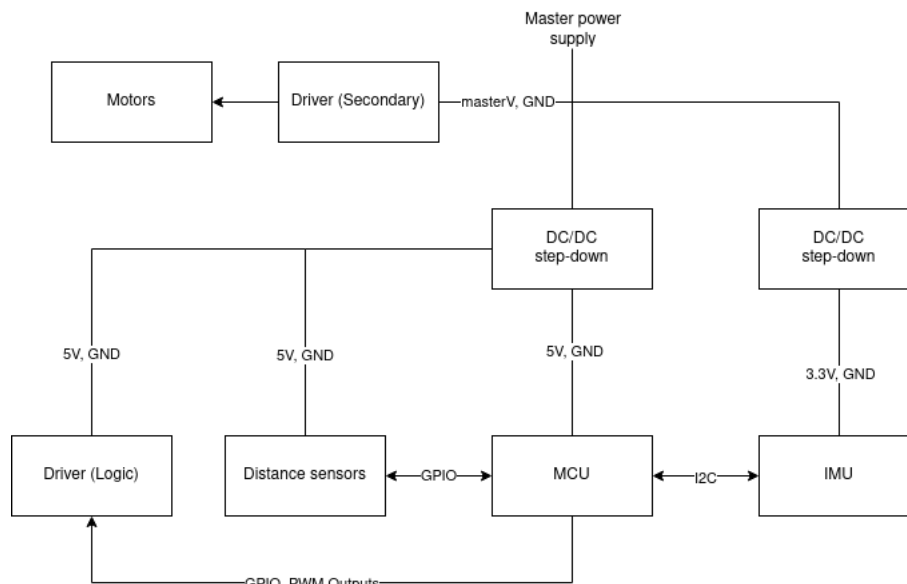 Master power
supply
Motors
Driver (Secondary)
masterV, GND
DC/DC
step-down
DC/DC
step-down
5V, GND
5V, GND
5V, GND
3.3V, GND
Driver (Logic)
Distance sensors
GPIO
MCU
I2C
IMU
GPIO, PWM Outputs